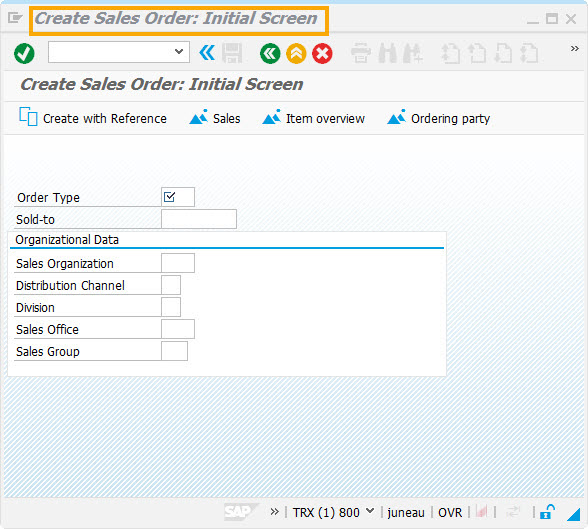 Create Sales Order: Initial Screen
»
Create Sales Order: Initial Screen
Create with Reference Sales Item overview Ordering party
Order Type
Sold-to
Organizational Data
Sales Organization
Distribution Channel
Division
Sales Office
Sales Group
SAP » TRX (1) 800 juneau OVR